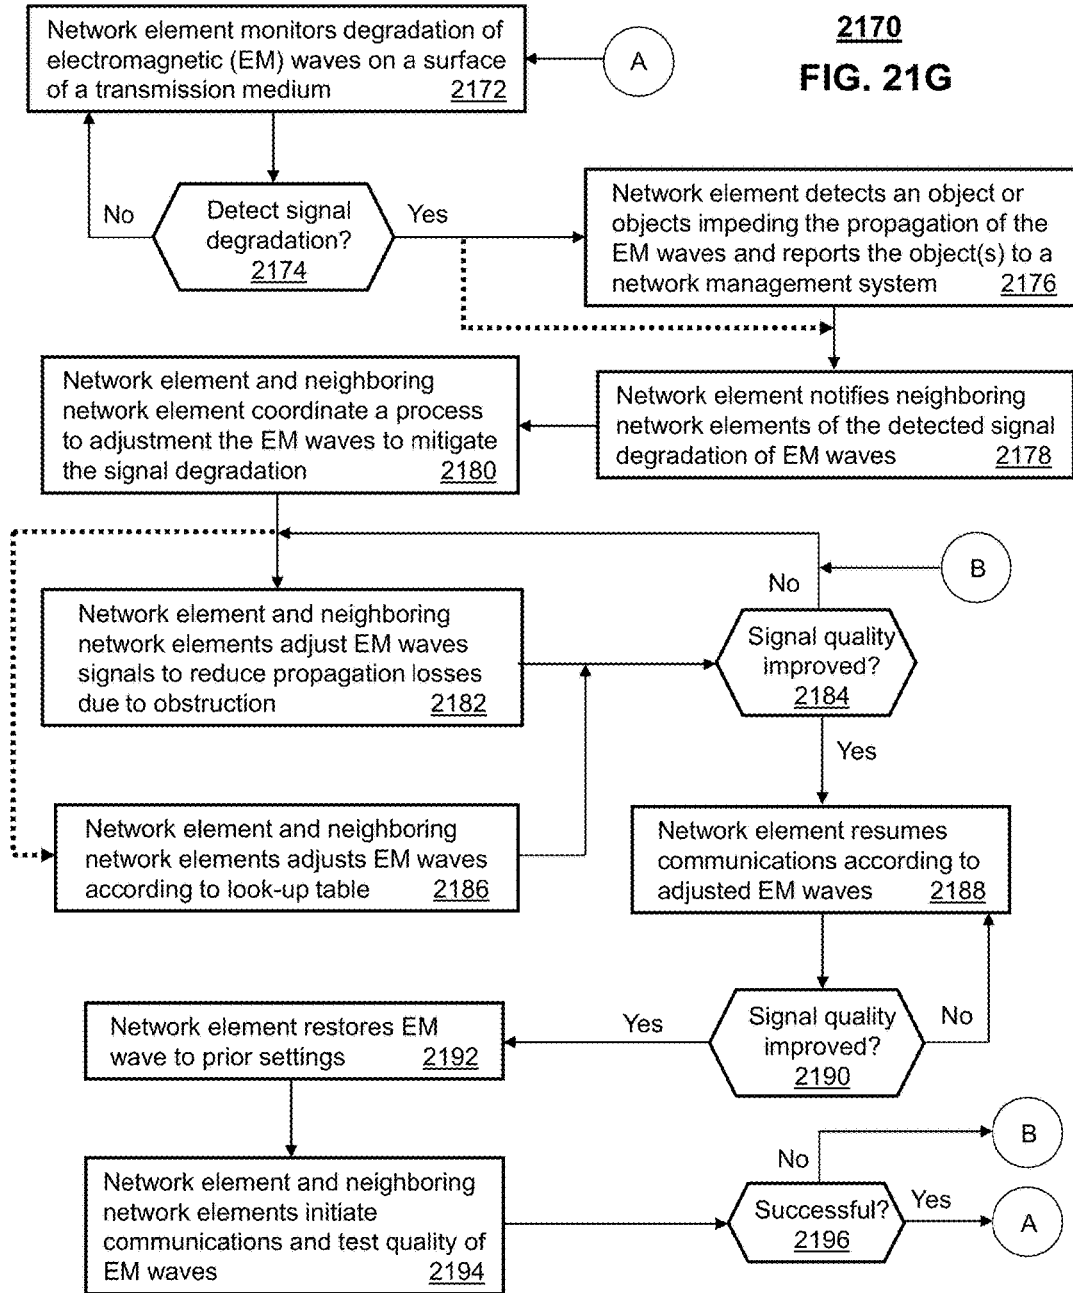 2170
FIG. 21G
Network element monitors degradation of
electromagnetic (EM) waves on a surface
of a transmission medium 2172
A
No
Detect signal
degradation?
2174
Yes
Network element detects an object or
objects impeding the propagation of the
EM waves and reports the object(s) to a
network management system 2176
Network element and neighboring
network element coordinate a process
to adjustment the EM waves to mitigate
the signal degradation 2180
Network element notifies neighboring
network elements of the detected signal
degradation of EM waves 2178
No
B
Network element and neighboring
network elements adjust EM waves
signals to reduce propagation losses
due to obstruction 2182
Signal quality
improved?
2184
Yes
Network element and neighboring
network elements adjusts EM waves
according to look-up table 2186
Network element resumes
communications according to
adjusted EM waves 2188
Network element restores EM
wave to prior settings 2192
Yes
Signal quality
improved?
2190
No
Network element and neighboring
network elements initiate
communications and test quality of
EM waves 2194
No
B
Successful?
2196
Yes
A